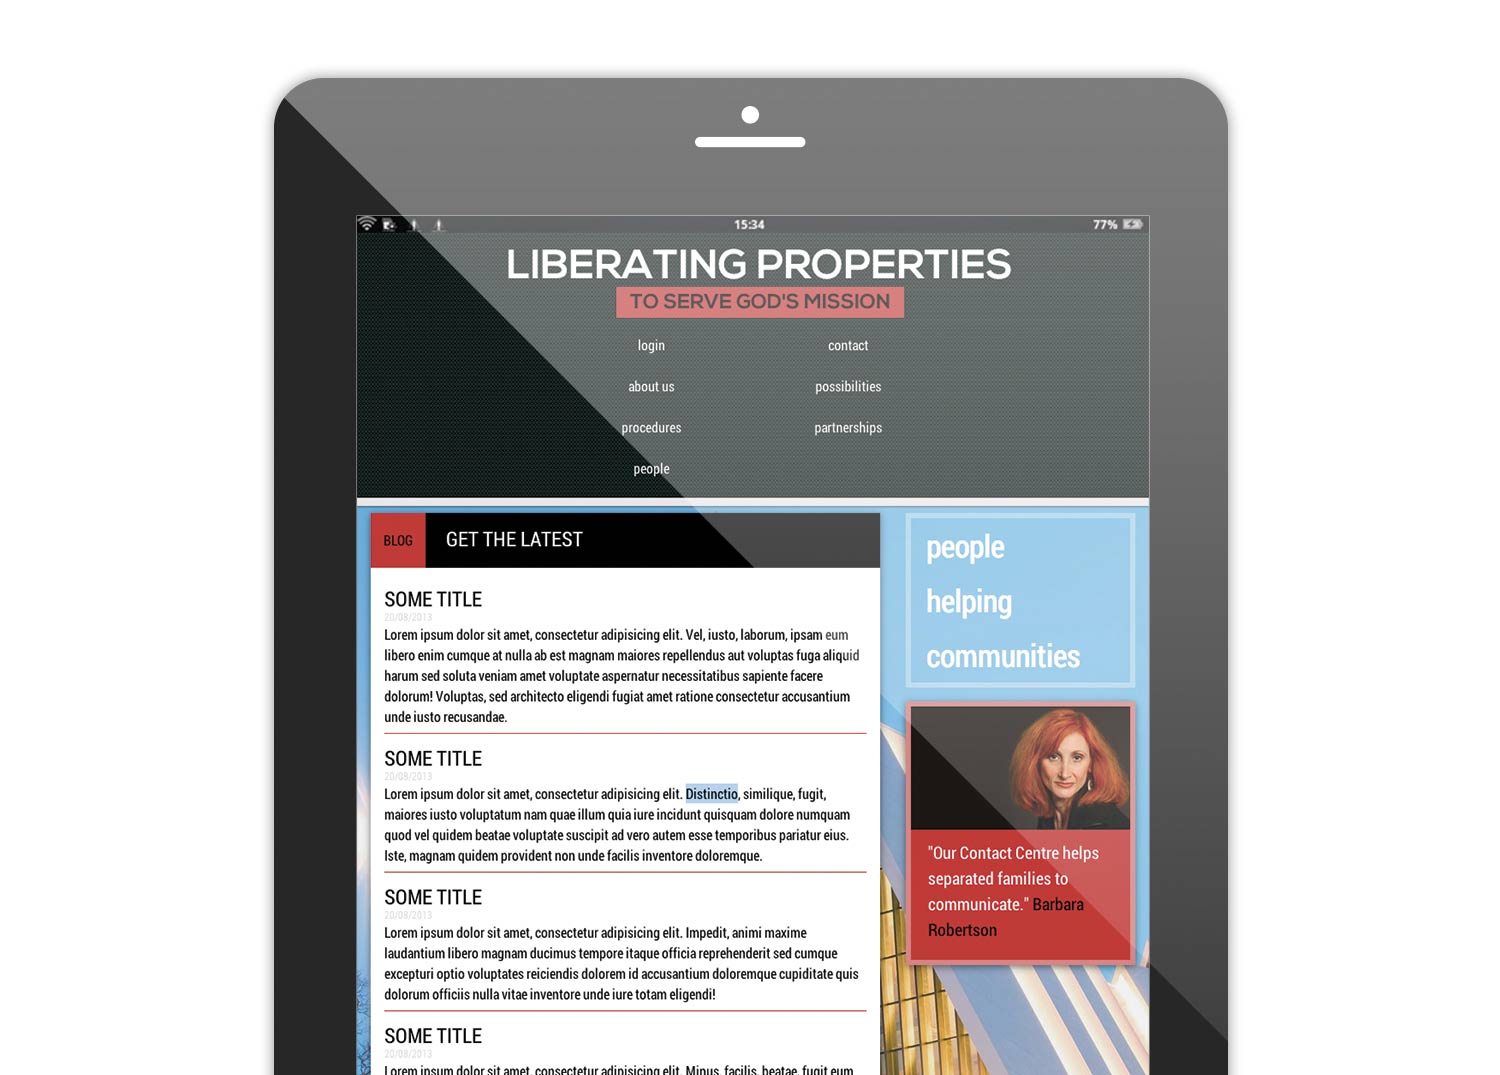 15:34
77%
LIBERATING PROPERTIES
TO SERVE GOD'S MISSION
login
contact
about us
possibilities
procedures
partnerships
people
BLOG
GET THE LATEST
SOME TITLE
20/08/2013
Lorem ipsum dolor sit amet, consectetur adipisicing elit. Vel, iusto, laborum, ipsam eum
libero enim cumque at nulla ab est magnam maiores repellendus aut voluptas fuga aliquid
harum sed soluta veniam amet voluptate aspernatur necessitatibus sapiente facere
dolorum! Voluptas, sed architecto eligendi fugiat amet ratione consectetur accusantium
unde iusto recusandae.
SOME TITLE
20/08/2013
Lorem ipsum dolor sit amet, consectetur adipisicing elit. Distinctio, similique, fugit,
maiores iusto voluptatum nam quae illum quia iure incidunt quisquam dolore numquam
quod vel quidem beatae voluptate suscipit ad vero autem esse temporibus pariatur eius.
Iste, magnam quidem provident non unde facilis inventore doloremque.
SOME TITLE
20/08/2013
Lorem ipsum dolor sit amet, consectetur adipisicing elit. Impedit, animi maxime
laudantium libero magnam ducimus tempore itaque officia reprehenderit sed cumque
excepturi optio voluptates reiciendis dolorem id accusantium doloremque cupiditate quis
dolorum officiis nulla vitae inventore unde iure totam eligendi!
SOME TITLE
20/08/2013
Lorem ipsum dolor sit amet, consectetur adipisicing elit. Minus, facilis, beatae, fugit eum
people
helping
communities
"Our Contact Centre helps
separated families to
communicate." Barbara
Robertson